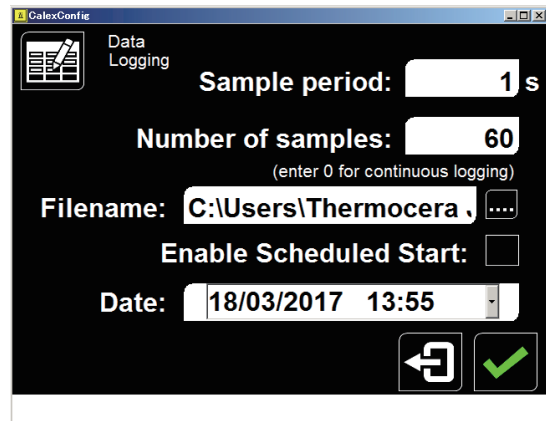 CalexConfig
Data
Logging
Sample period: 1 s
Number of samples: 60
(enter 0 for continuous logging)
Filename: C:\Users\Thermocera ....
Enable Scheduled Start:
Date: 18/03/2017 13:55